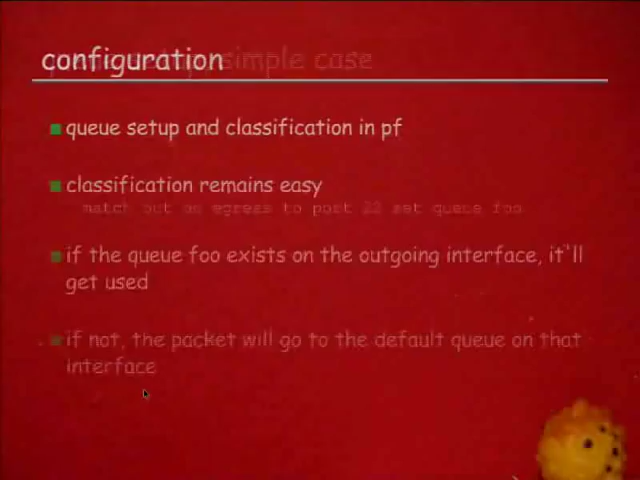 configuration
simple case
queue setup and classification in pf
classification remains easy
match out on egress to port 22 set queue foo
if the queue foo exists on the outgoing interface, it'll
get used
if not, the packet will go to the default queue on that
interface